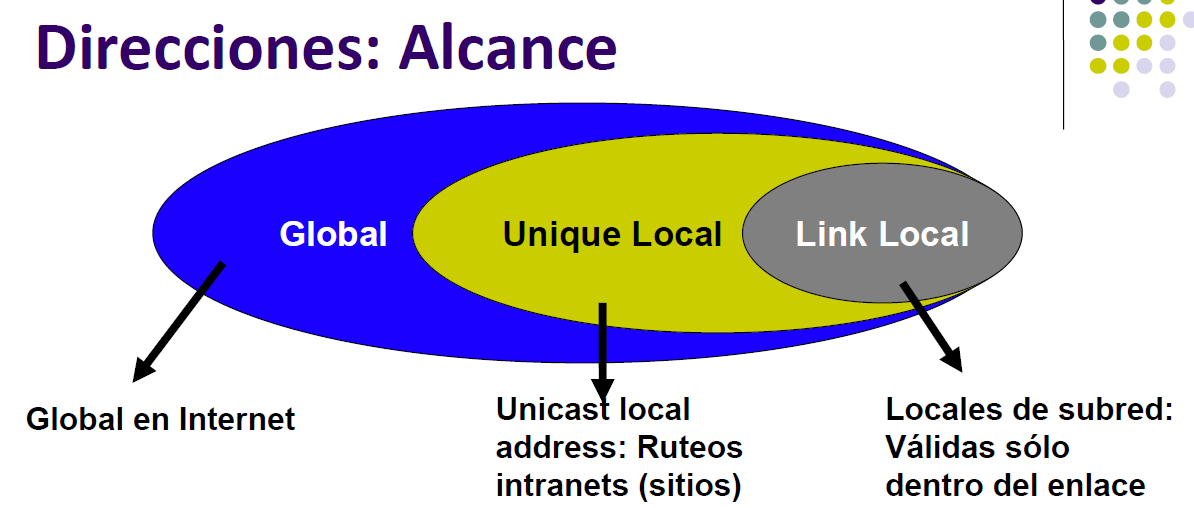 Direcciones: Alcance
Global
Unique Local
Link Local
Global en Internet
Unicast local
address: Ruteos
intranets (sitios)
Locales de subred:
Válidas sólo
dentro del enlace